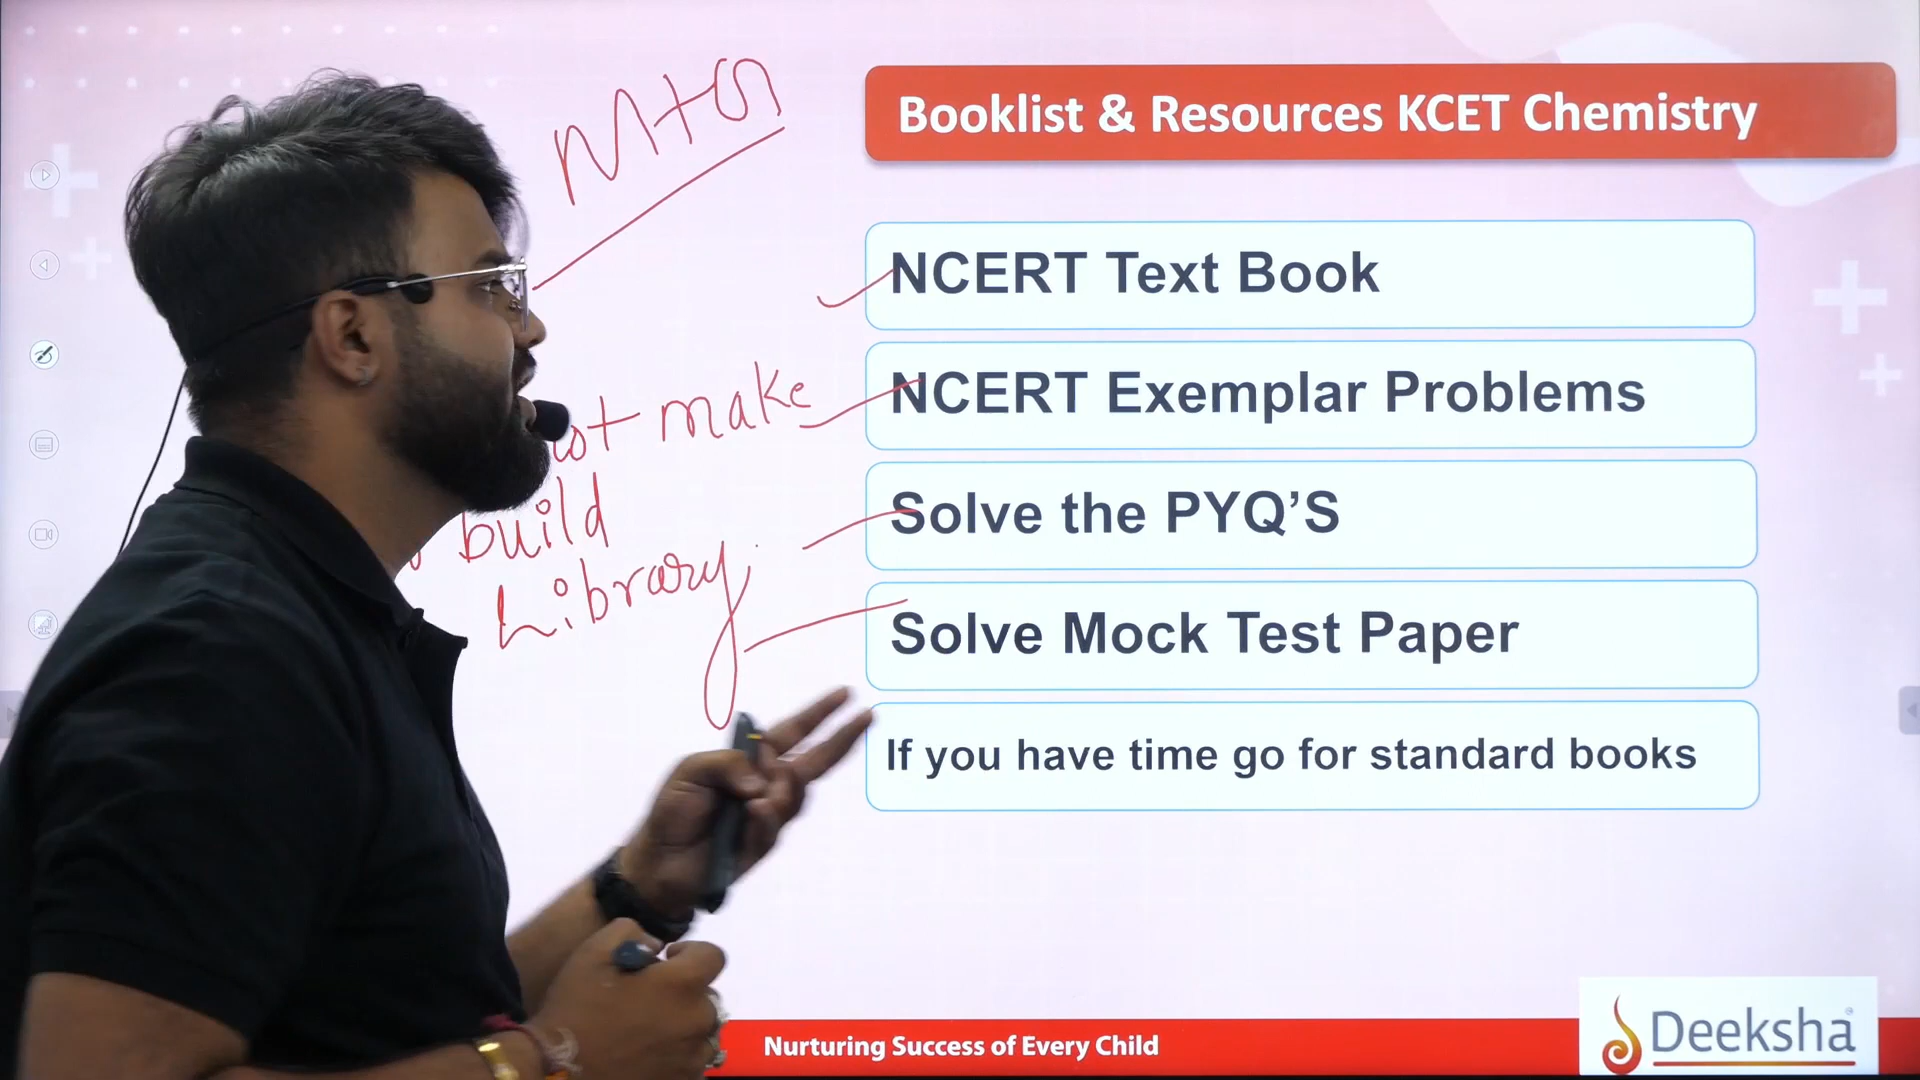 MTG
Booklist & Resources KCET Chemistry
NCERT Text Book
NCERT Exemplar Problems
Solve the PYQ’S
Solve Mock Test Paper
If you have time go for standard books
make
build
Library
Nurturing Success of Every Child
Deeksha